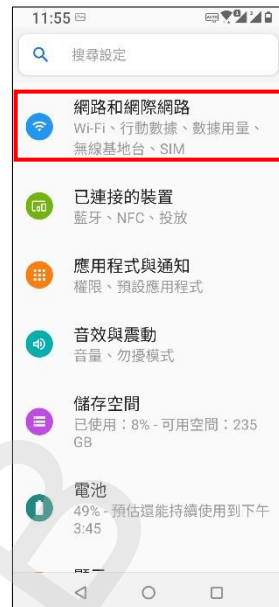 11:55
搜尋設定
網路和網際網路
Wi-Fi、行動數據、數據用量、
無線基地台、SIM
已連接的裝置
藍牙、NFC、投放
應用程式與通知
權限、預設應用程式
音效與震動
音量、勿擾模式
儲存空間
已使用：8% - 可用空間：235
GB
電池
49% - 預估還能持續使用到下午
3:45